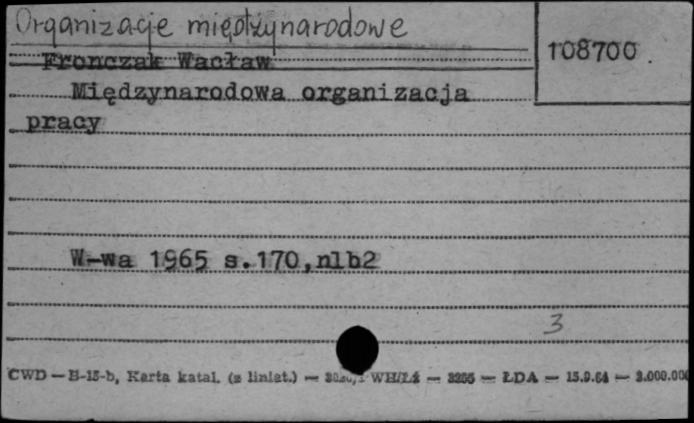 Organizacje międzynarodowe
108700
Fronczak Wacław
Międzynarodowa organizacja
pracy
W-wa 1965 s.170,nlb2
3
CWD — B-15-b, Karta katal. (z liniat.) — WH/Łż — 3255 — ŁDA — 15.9.64 — 3.000.000